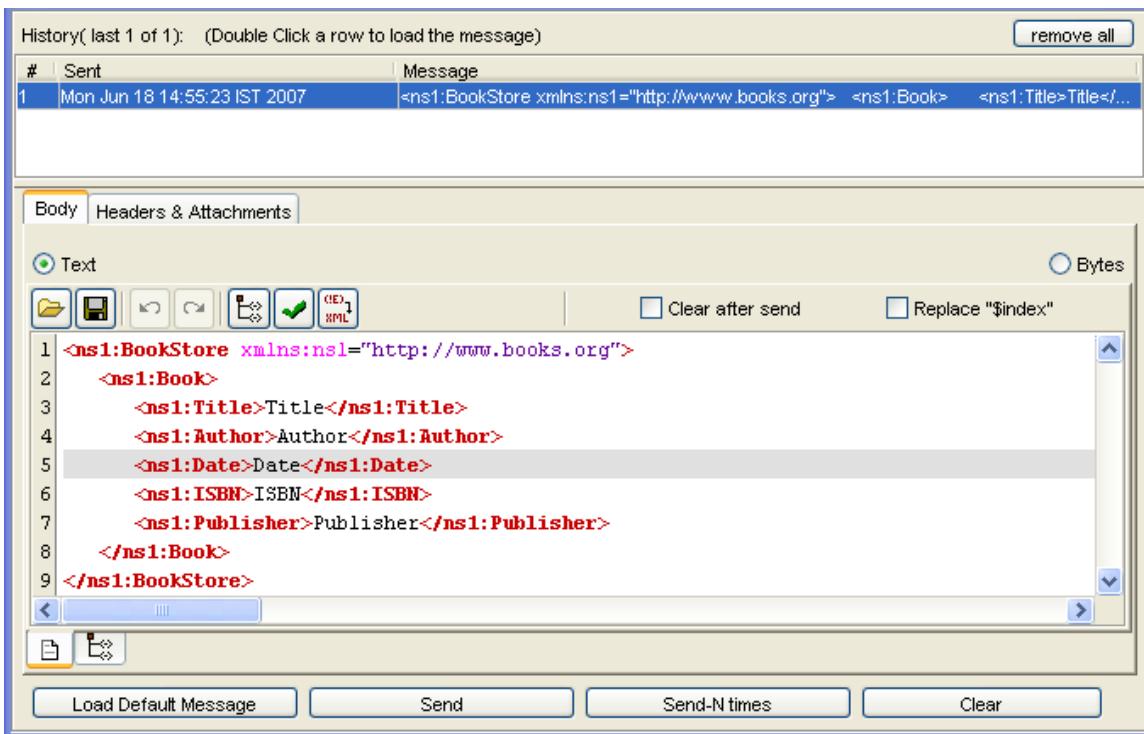 History( last 1 of 1): (Double Click a row to load the message) remove all
# Sent Message
1 Mon Jun 18 14:55:23 IST 2007 <ns1:BookStore xmlns:ns1="http://www.books.org"> <ns1:Book> <ns1:Title>Title</...
Body Headers & Attachments
Text Bytes
(!E) XML Clear after send Replace "$index"
1 <ns1:BookStore xmlns:ns1="http://www.books.org">
2 <ns1:Book>
3 <ns1:Title>Title</ns1:Title>
4 <ns1:Author>Author</ns1:Author>
5 <ns1:Date>Date</ns1:Date>
6 <ns1:ISBN>ISBN</ns1:ISBN>
7 <ns1:Publisher>Publisher</ns1:Publisher>
8 </ns1:Book>
9 </ns1:BookStore>
Load Default Message Send Send-N times Clear